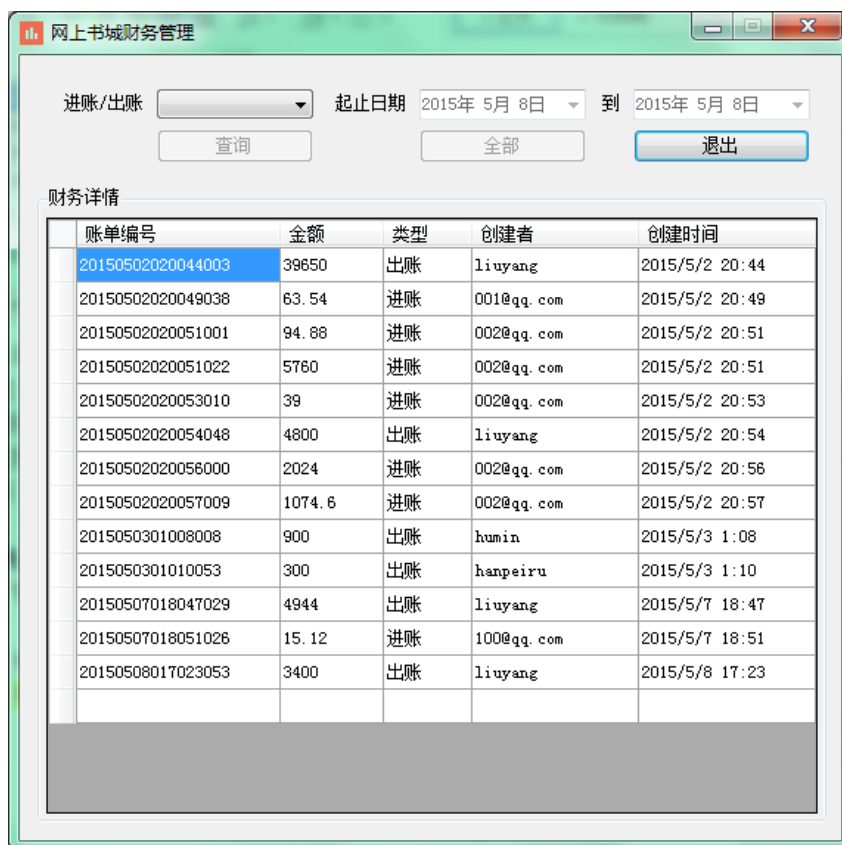 网上书城财务管理
进账/出账 起止日期 2015年 5月 8日 到 2015年 5月 8日
查询 全部 退出
财务详情
账单编号 金额 类型 创建者 创建时间
20150502020044003 39650 出账 liuyang 2015/5/2 20:44
20150502020049038 63.54 进账 001@qq.com 2015/5/2 20:49
20150502020051001 94.88 进账 002@qq.com 2015/5/2 20:51
20150502020051022 5760 进账 002@qq.com 2015/5/2 20:51
20150502020053010 39 进账 002@qq.com 2015/5/2 20:53
20150502020054048 4800 出账 liuyang 2015/5/2 20:54
20150502020056000 2024 进账 002@qq.com 2015/5/2 20:56
20150502020057009 1074.6 进账 002@qq.com 2015/5/2 20:57
2015050301008008 900 出账 humin 2015/5/3 1:08
2015050301010053 300 出账 hanpeiru 2015/5/3 1:10
20150507018047029 4944 出账 liuyang 2015/5/7 18:47
20150507018051026 15.12 进账 100@qq.com 2015/5/7 18:51
20150508017023053 3400 出账 liuyang 2015/5/8 17:23